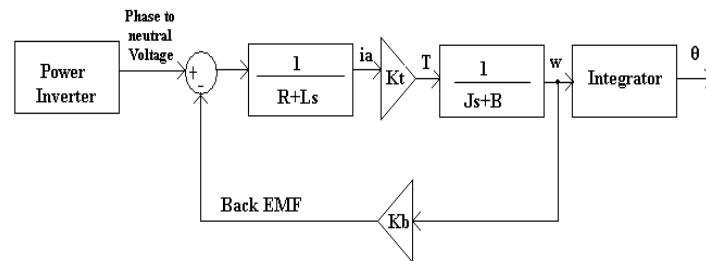 Phase to
neutral
Voltage
Power
Inverter
+
-
1
R+Ls
ia
Kt
T
1
Js+B
w
Integrator
θ
Back EMF
Kb